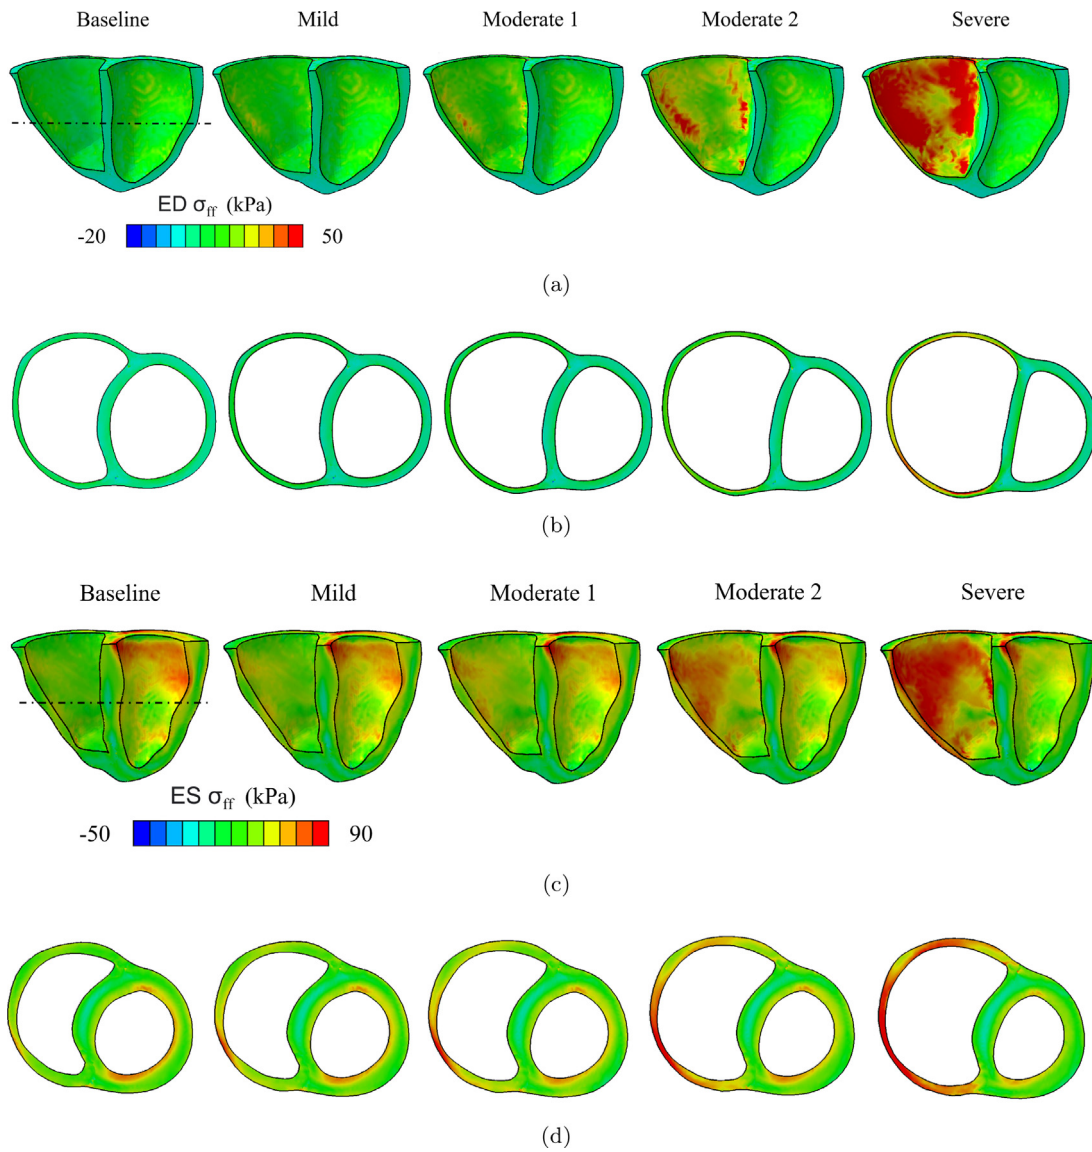 Baseline Mild Moderate 1 Moderate 2 Severe
ED σff (kPa)
-20 50
(a)
(b)
Baseline Mild Moderate 1 Moderate 2 Severe
ES σff (kPa)
-50 90
(c)
(d)